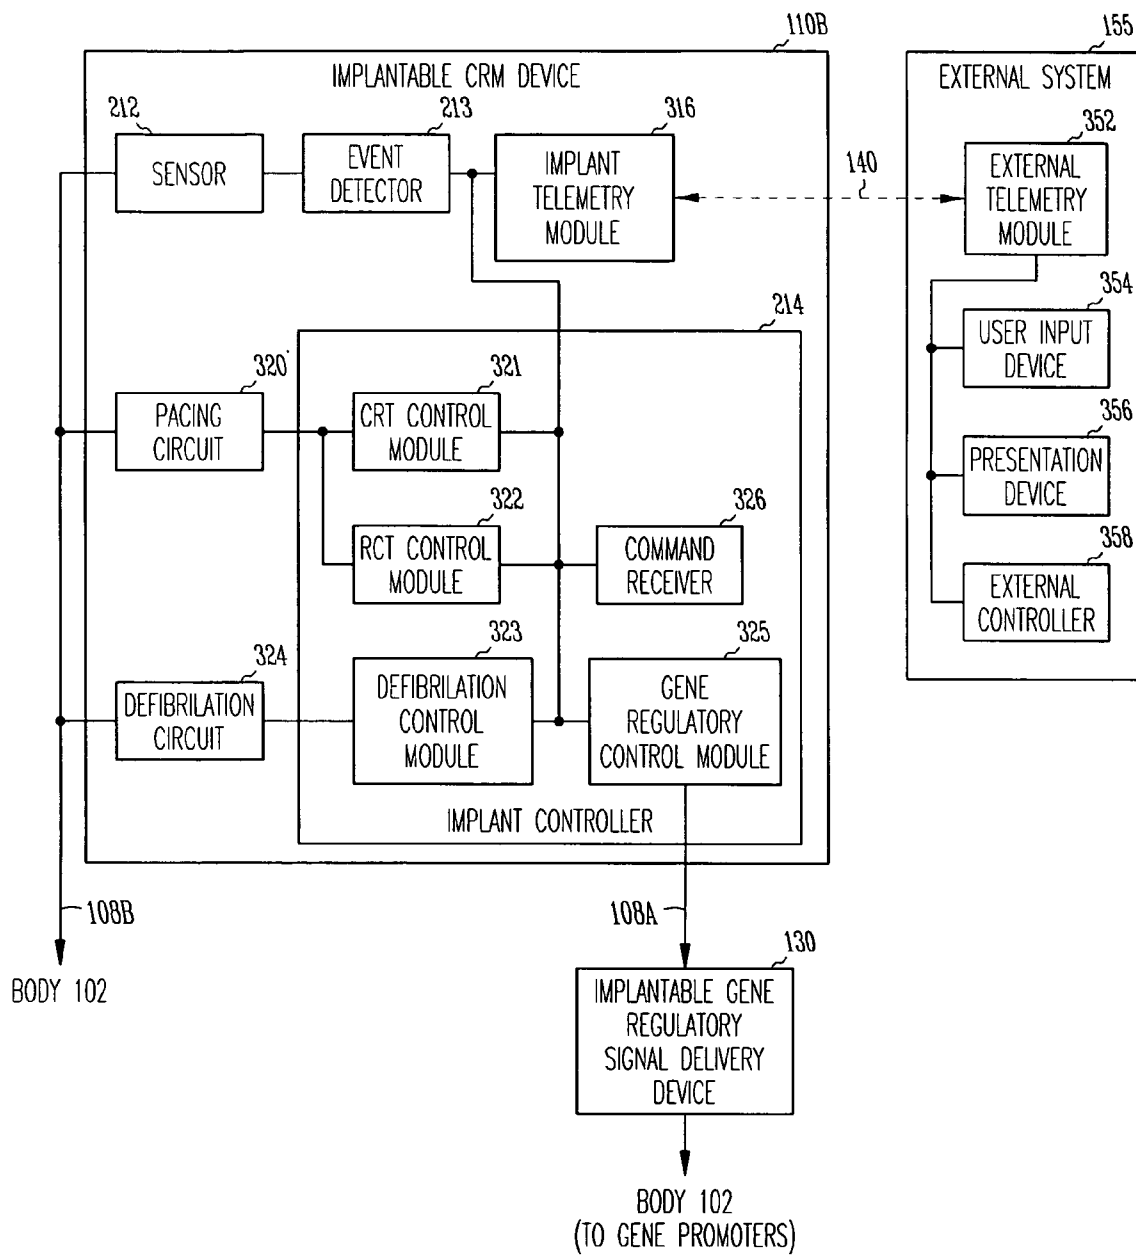 110B
155
IMPLANTABLE CRM DEVICE
EXTERNAL SYSTEM
212
213
316
352
SENSOR
EVENT
DETECTOR
IMPLANT
TELEMETRY
MODULE
140
EXTERNAL
TELEMETRY
MODULE
214
354
USER INPUT
DEVICE
320
321
PACING
CIRCUIT
CRT CONTROL
MODULE
356
PRESENTATION
DEVICE
322
326
RCT CONTROL
MODULE
COMMAND
RECEIVER
358
EXTERNAL
CONTROLLER
324
323
325
DEFIBRILATION
CIRCUIT
DEFIBRILATION
CONTROL
MODULE
GENE
REGULATORY
CONTROL MODULE
IMPLANT CONTROLLER
108B
108A
BODY 102
130
IMPLANTABLE GENE
REGULATORY
SIGNAL DELIVERY
DEVICE
BODY 102
(TO GENE PROMOTERS)